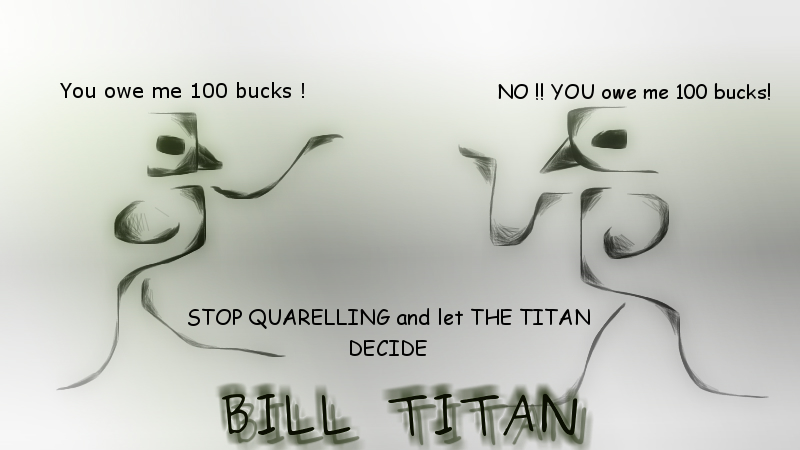 You owe me 100 bucks !
NO !! YOU owe me 100 bucks!
STOP QUARELLING and let THE TITAN
DECIDE
BILL TITAN